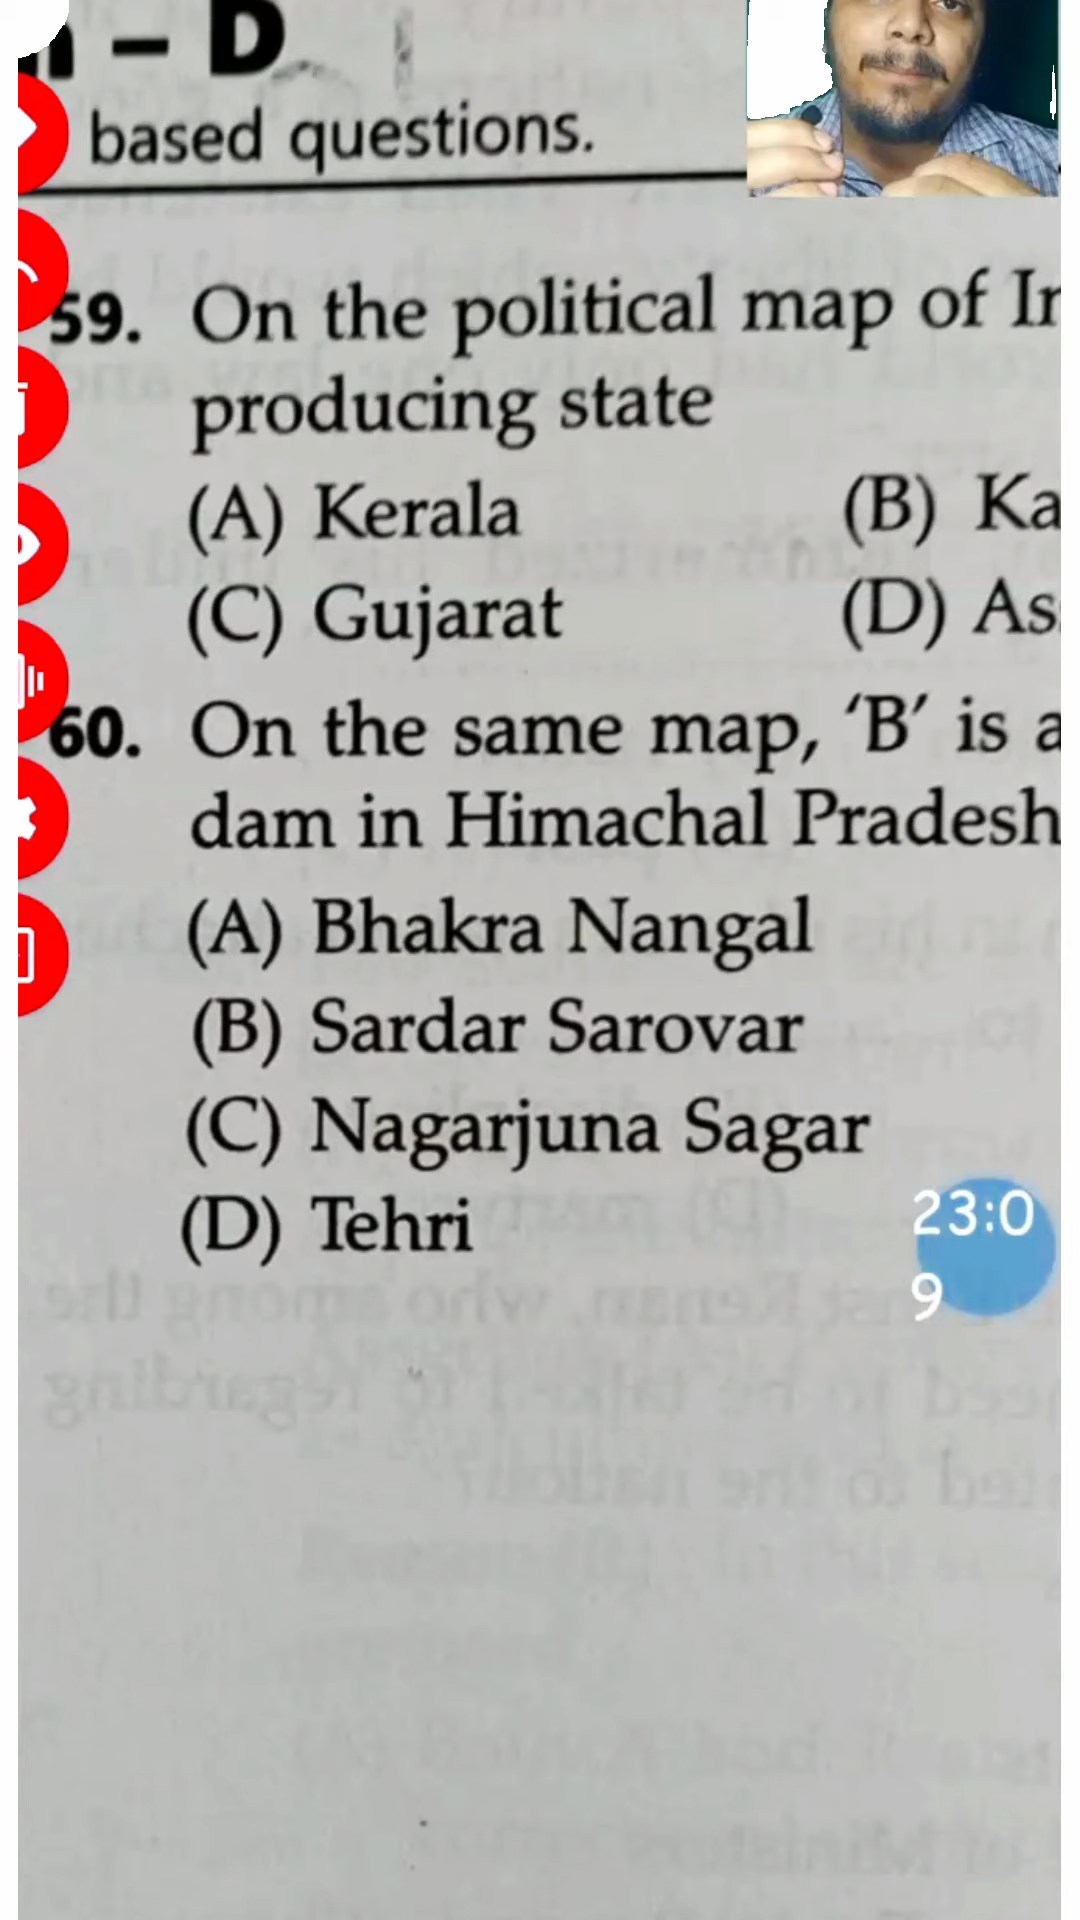 – D
based questions.
59. On the political map of
producing state
(A) Kerala (B) Ka
(C) Gujarat (D) As
60. On the same map, ‘B’ is a
dam in Himachal Pradesh
(A) Bhakra Nangal
(B) Sardar Sarovar
(C) Nagarjuna Sagar
(D) Tehri
23:0
9